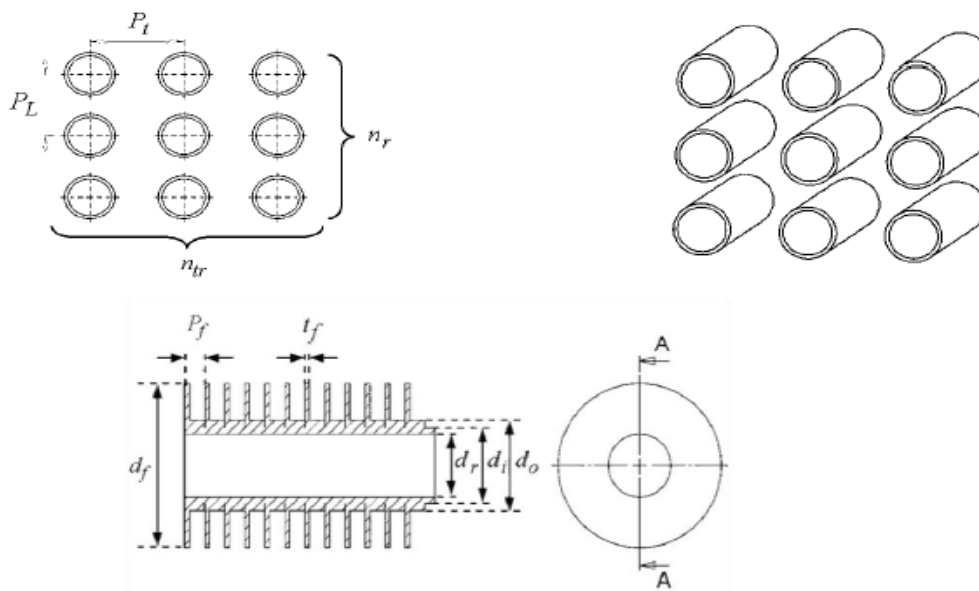 P_t
P_L
n_r
n_tr
P_f
t_f
A
d_f
d_r
d_i
d_o
A